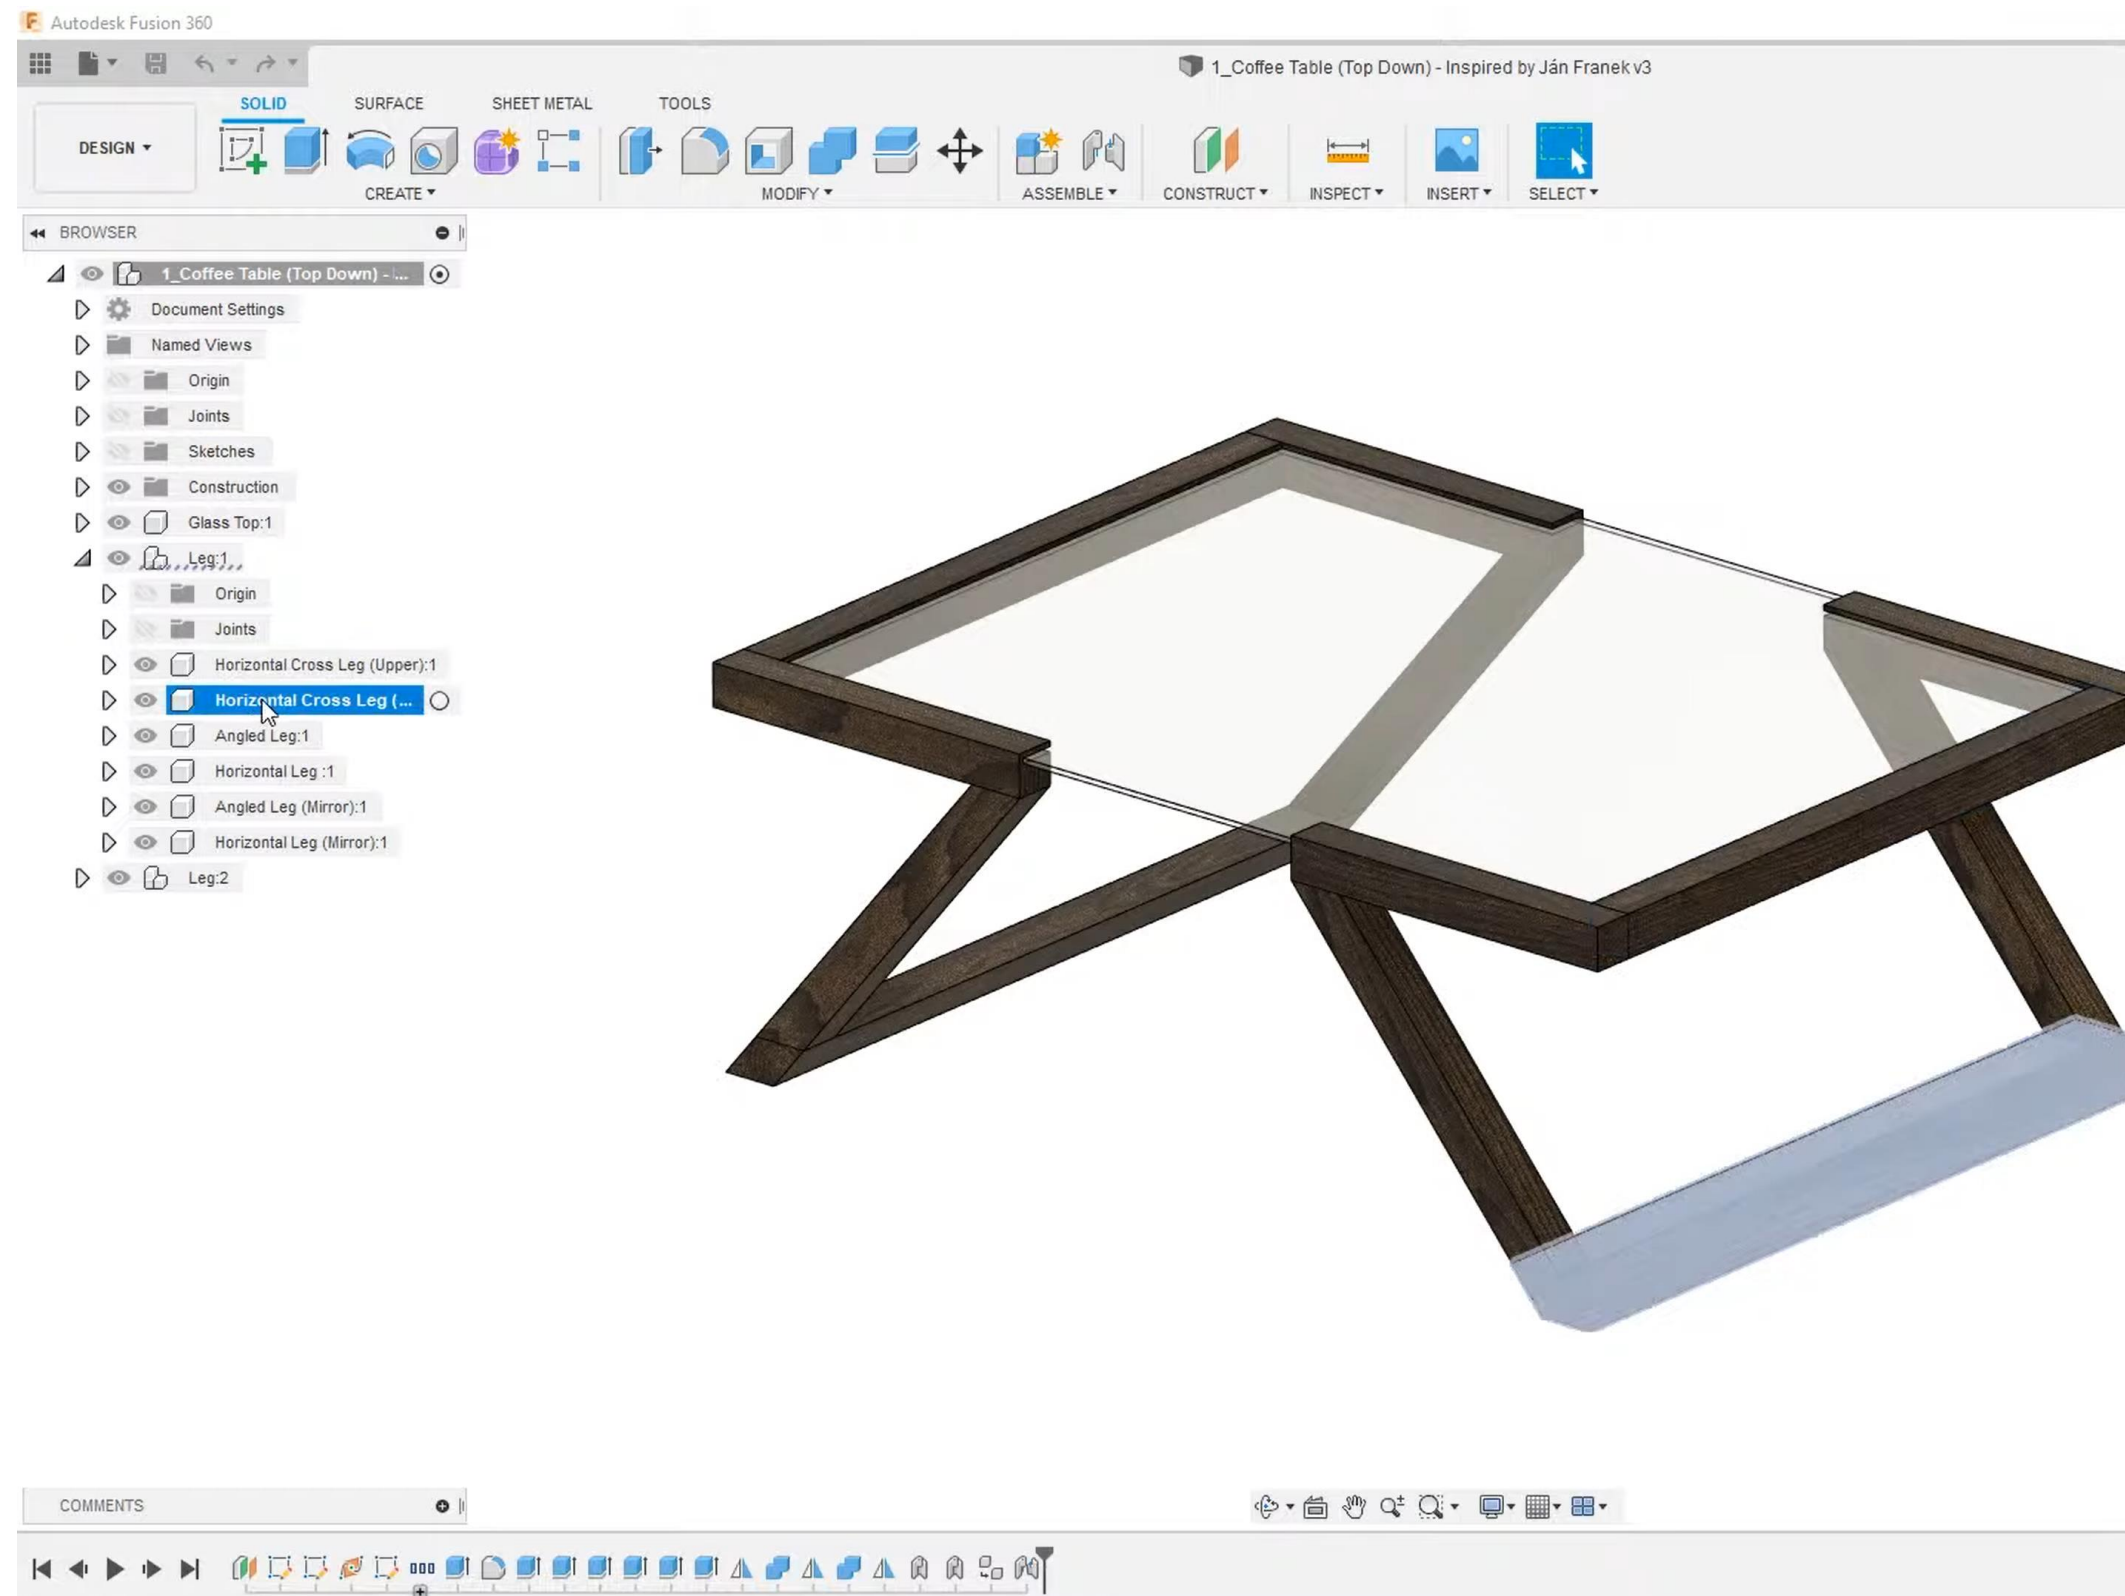 Autodesk Fusion 360
1_Coffee Table (Top Down) - Inspired by Ján Franek v3
SOLID SURFACE SHEET METAL TOOLS
DESIGN
CREATE MODIFY ASSEMBLE CONSTRUCT INSPECT INSERT SELECT
BROWSER
1_Coffee Table (Top Down) - ...
Document Settings
Named Views
Origin
Joints
Sketches
Construction
Glass Top:1
Leg:1
Origin
Joints
Horizontal Cross Leg (Upper):1
Horizontal Cross Leg (...
Angled Leg:1
Horizontal Leg :1
Angled Leg (Mirror):1
Horizontal Leg (Mirror):1
Leg:2
COMMENTS